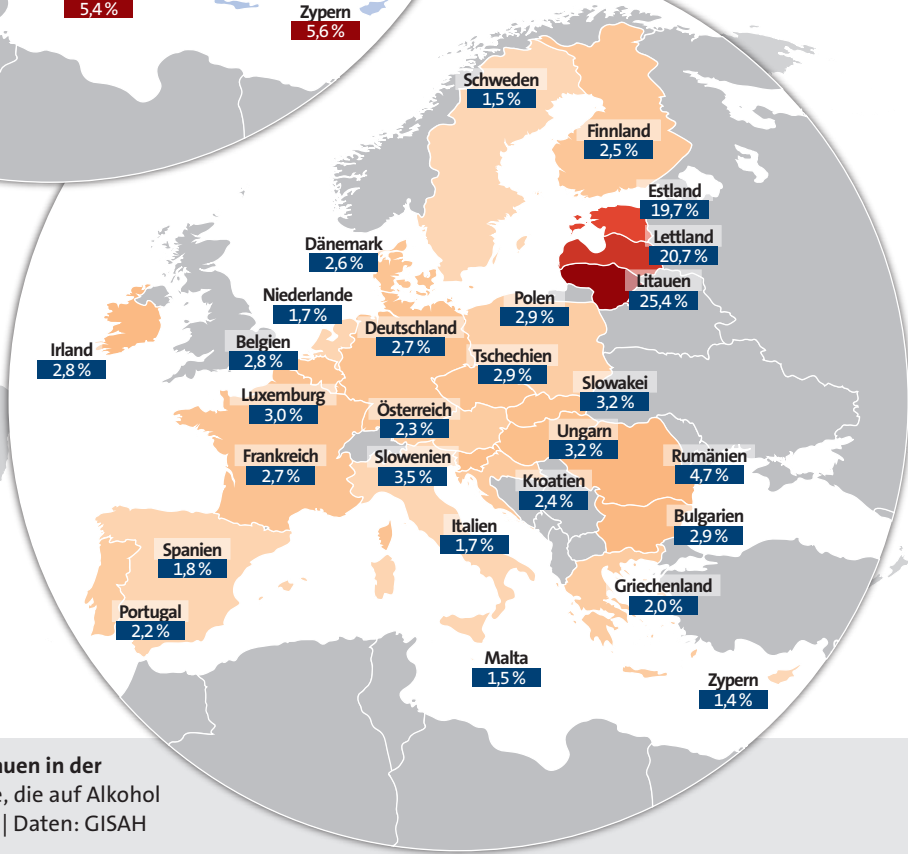 5,4 %
Zypern
5,6 %
Schweden
1,5 %
Finnland
2,5 %
Estland
19,7 %
Lettland
20,7 %
Litauen
25,4 %
Dänemark
2,6 %
Niederlande
1,7 %
Polen
2,9 %
Deutschland
2,7 %
Belgien
2,8 %
Irland
2,8 %
Tschechien
2,9 %
Slowakei
3,2 %
Luxemburg
3,0 %
Österreich
2,3 %
Ungarn
3,2 %
Frankreich
2,7 %
Slowenien
3,5 %
Rumänien
4,7 %
Kroatien
2,4 %
Bulgarien
2,9 %
Italien
1,7 %
Spanien
1,8 %
Griechenland
2,0 %
Portugal
2,2 %
Malta
1,5 %
Zypern
1,4 %
auen in der
e, die auf Alkohol
| Daten: GISAH